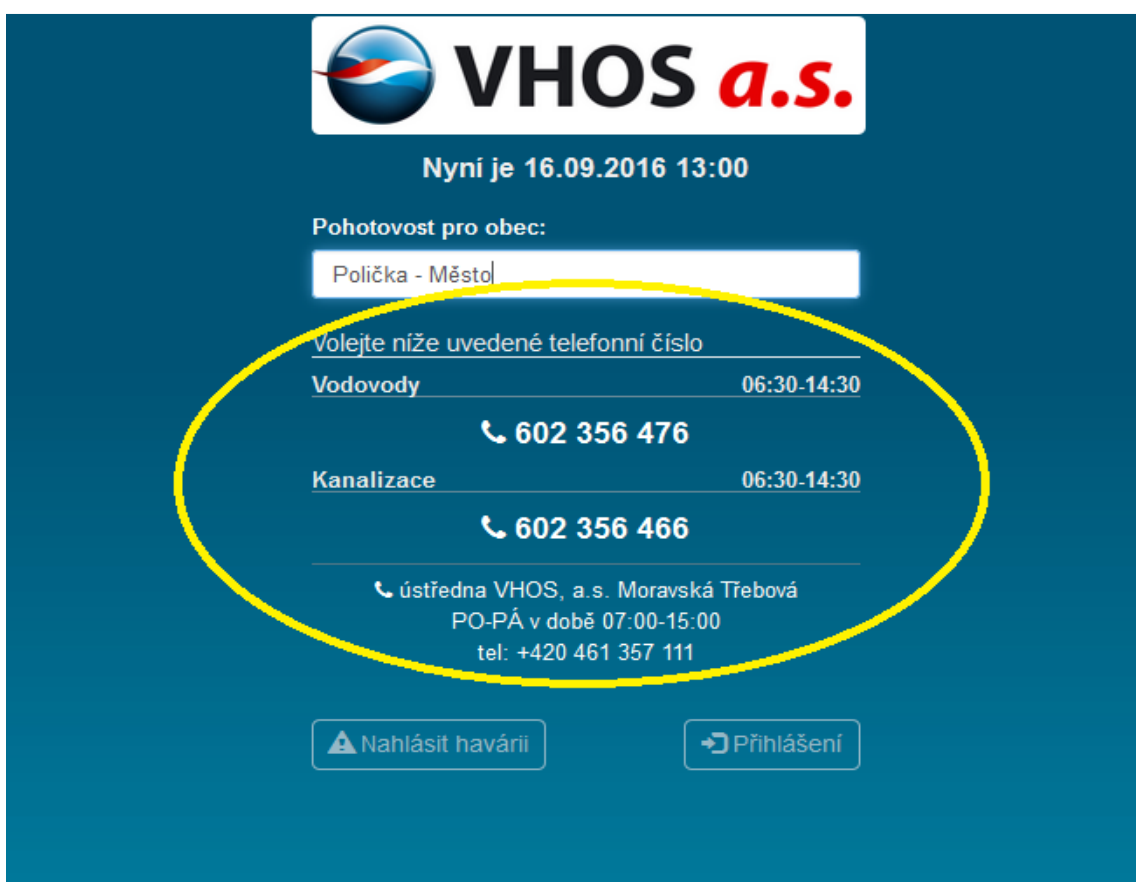 VHOS a.s.
Nyní je 16.09.2016 13:00
Pohotovost pro obec:
Polička - Město
Volejte níže uvedené telefonní číslo
Vodovody 06:30-14:30
602 356 476
Kanalizace 06:30-14:30
602 356 466
ústředna VHOS, a.s. Moravská Třebová
PO-PÁ v době 07:00-15:00
tel: +420 461 357 111
Nahlásit havárii Přihlášení